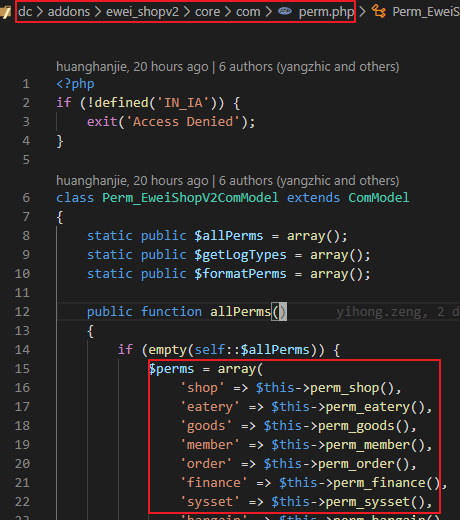 dc > addons > ewei_shopv2 > core > com > perm.php > Perm_EweiS
huanghanjie, 20 hours ago | 6 authors (yangzhic and others)
1 <?php
2 if (!defined('IN_IA')) {
3 exit('Access Denied');
4 }
5
huanghanjie, 20 hours ago | 6 authors (yangzhic and others)
6 class Perm_EweiShopV2ComModel extends ComModel
7 {
8 static public $allPerms = array();
9 static public $getLogTypes = array();
10 static public $formatPerms = array();
11
12 public function allPerms() yihong.zeng, 2 d
13 {
14 if (empty(self::$allPerms)) {
15 $perms = array(
16 'shop' => $this->perm_shop(),
17 'eatery' => $this->perm_eatery(),
18 'goods' => $this->perm_goods(),
19 'member' => $this->perm_member(),
20 'order' => $this->perm_order(),
21 'finance' => $this->perm_finance(),
22 'sysset' => $this->perm_sysset(),
'bargain' => $this->perm_bargain(),